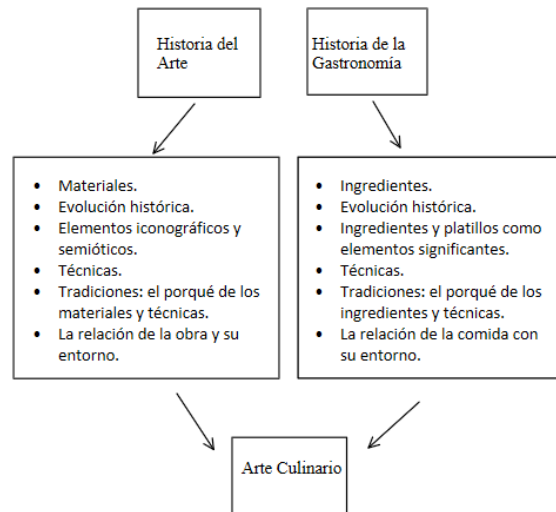 Historia del
Arte
Historia de la
Gastronomía
• Materiales.
• Evolución histórica.
• Elementos iconográficos y
semióticos.
• Técnicas.
• Tradiciones: el porqué de los
materiales y técnicas.
• La relación de la obra y su
entorno.
• Ingredientes.
• Evolución histórica.
• Ingredientes y platillos como
elementos significantes.
• Técnicas.
• Tradiciones: el porqué de los
ingredientes y técnicas.
• La relación de la comida con
su entorno.
Arte Culinario